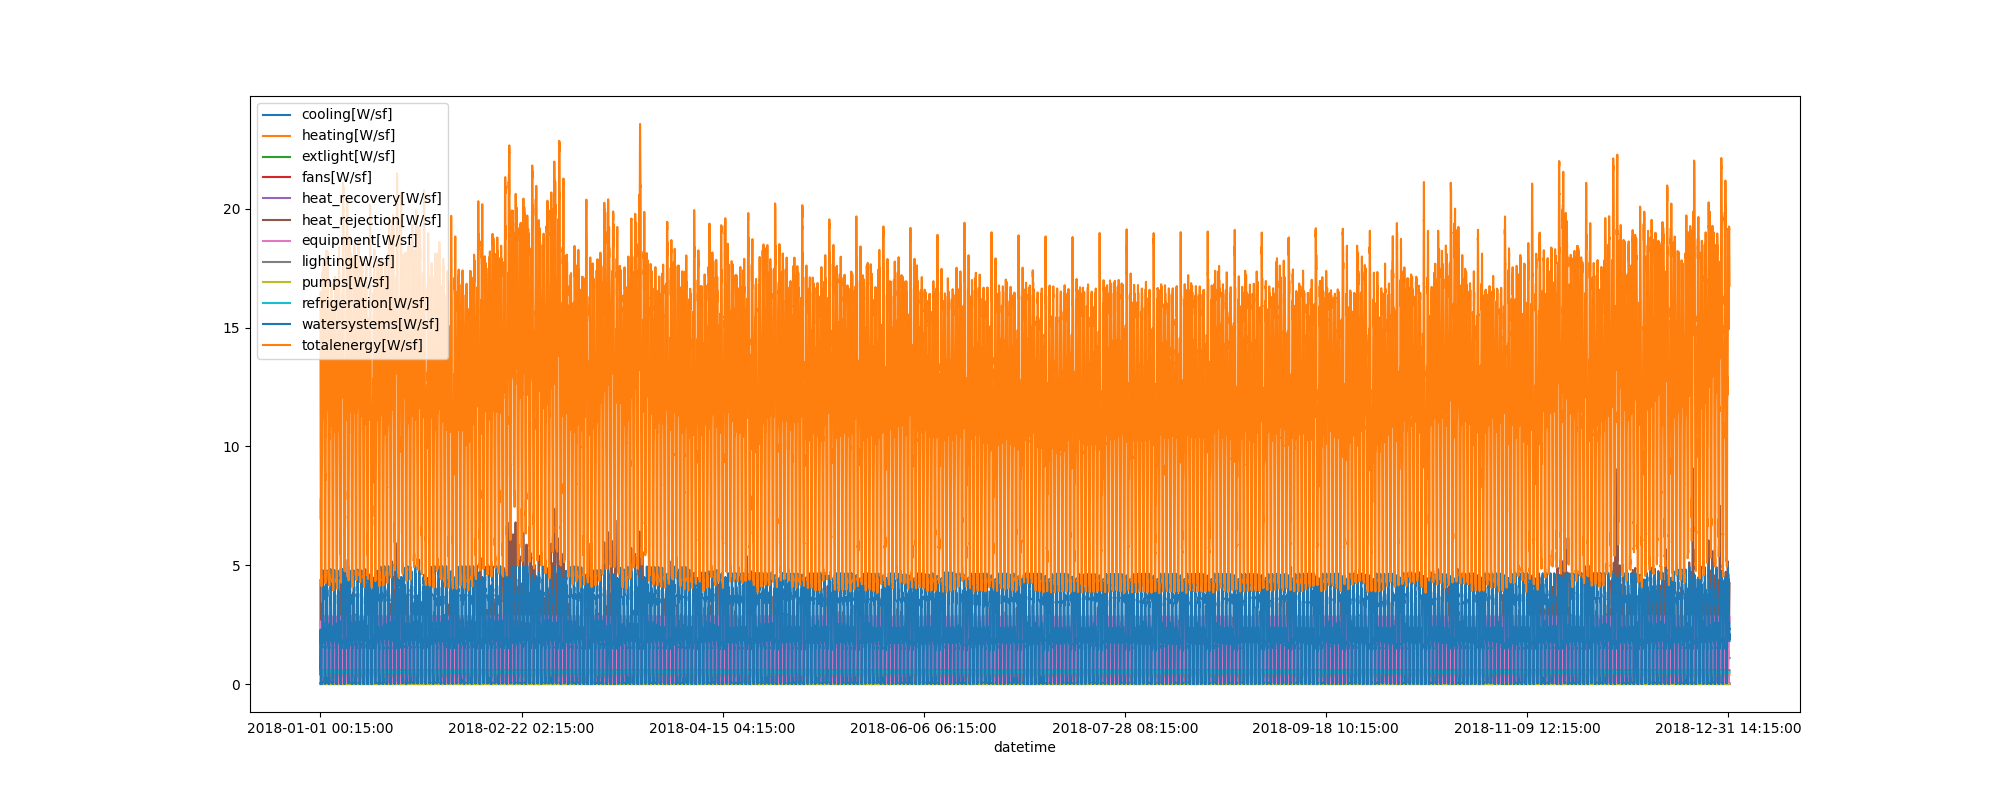 cooling[W/sf]
heating[W/sf]
extlight[W/sf]
fans[W/sf]
heat_recovery[W/sf]
heat_rejection[W/sf]
equipment[W/sf]
lighting[W/sf]
pumps[W/sf]
refrigeration[W/sf]
watersystems[W/sf]
totalenergy[W/sf]
20
15
10
5
0
2018-01-01 00:15:00 2018-02-22 02:15:00 2018-04-15 04:15:00 2018-06-06 06:15:00 2018-07-28 08:15:00 2018-09-18 10:15:00 2018-11-09 12:15:00 2018-12-31 14:15:00
datetime